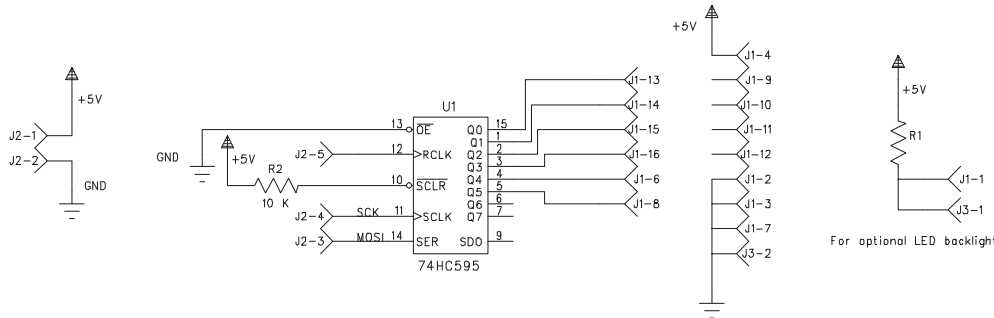 +5V
J2-1
J2-2
GND
GND
+5V
R2
10 K
J2-5
J2-4
J2-3
SCK
MOSI
U1
13
12
10
11
14
OE
RCLK
SCLR
SCLK
SER
Q0
Q1
Q2
Q3
Q4
Q5
Q6
Q7
SDO
15
1
2
3
4
5
6
7
9
74HC595
J1-13
J1-14
J1-15
J1-16
J1-6
J1-8
+5V
J1-4
J1-9
J1-10
J1-11
J1-12
J1-2
J1-3
J1-7
J3-2
+5V
R1
J1-1
J3-1
For optional LED backlight